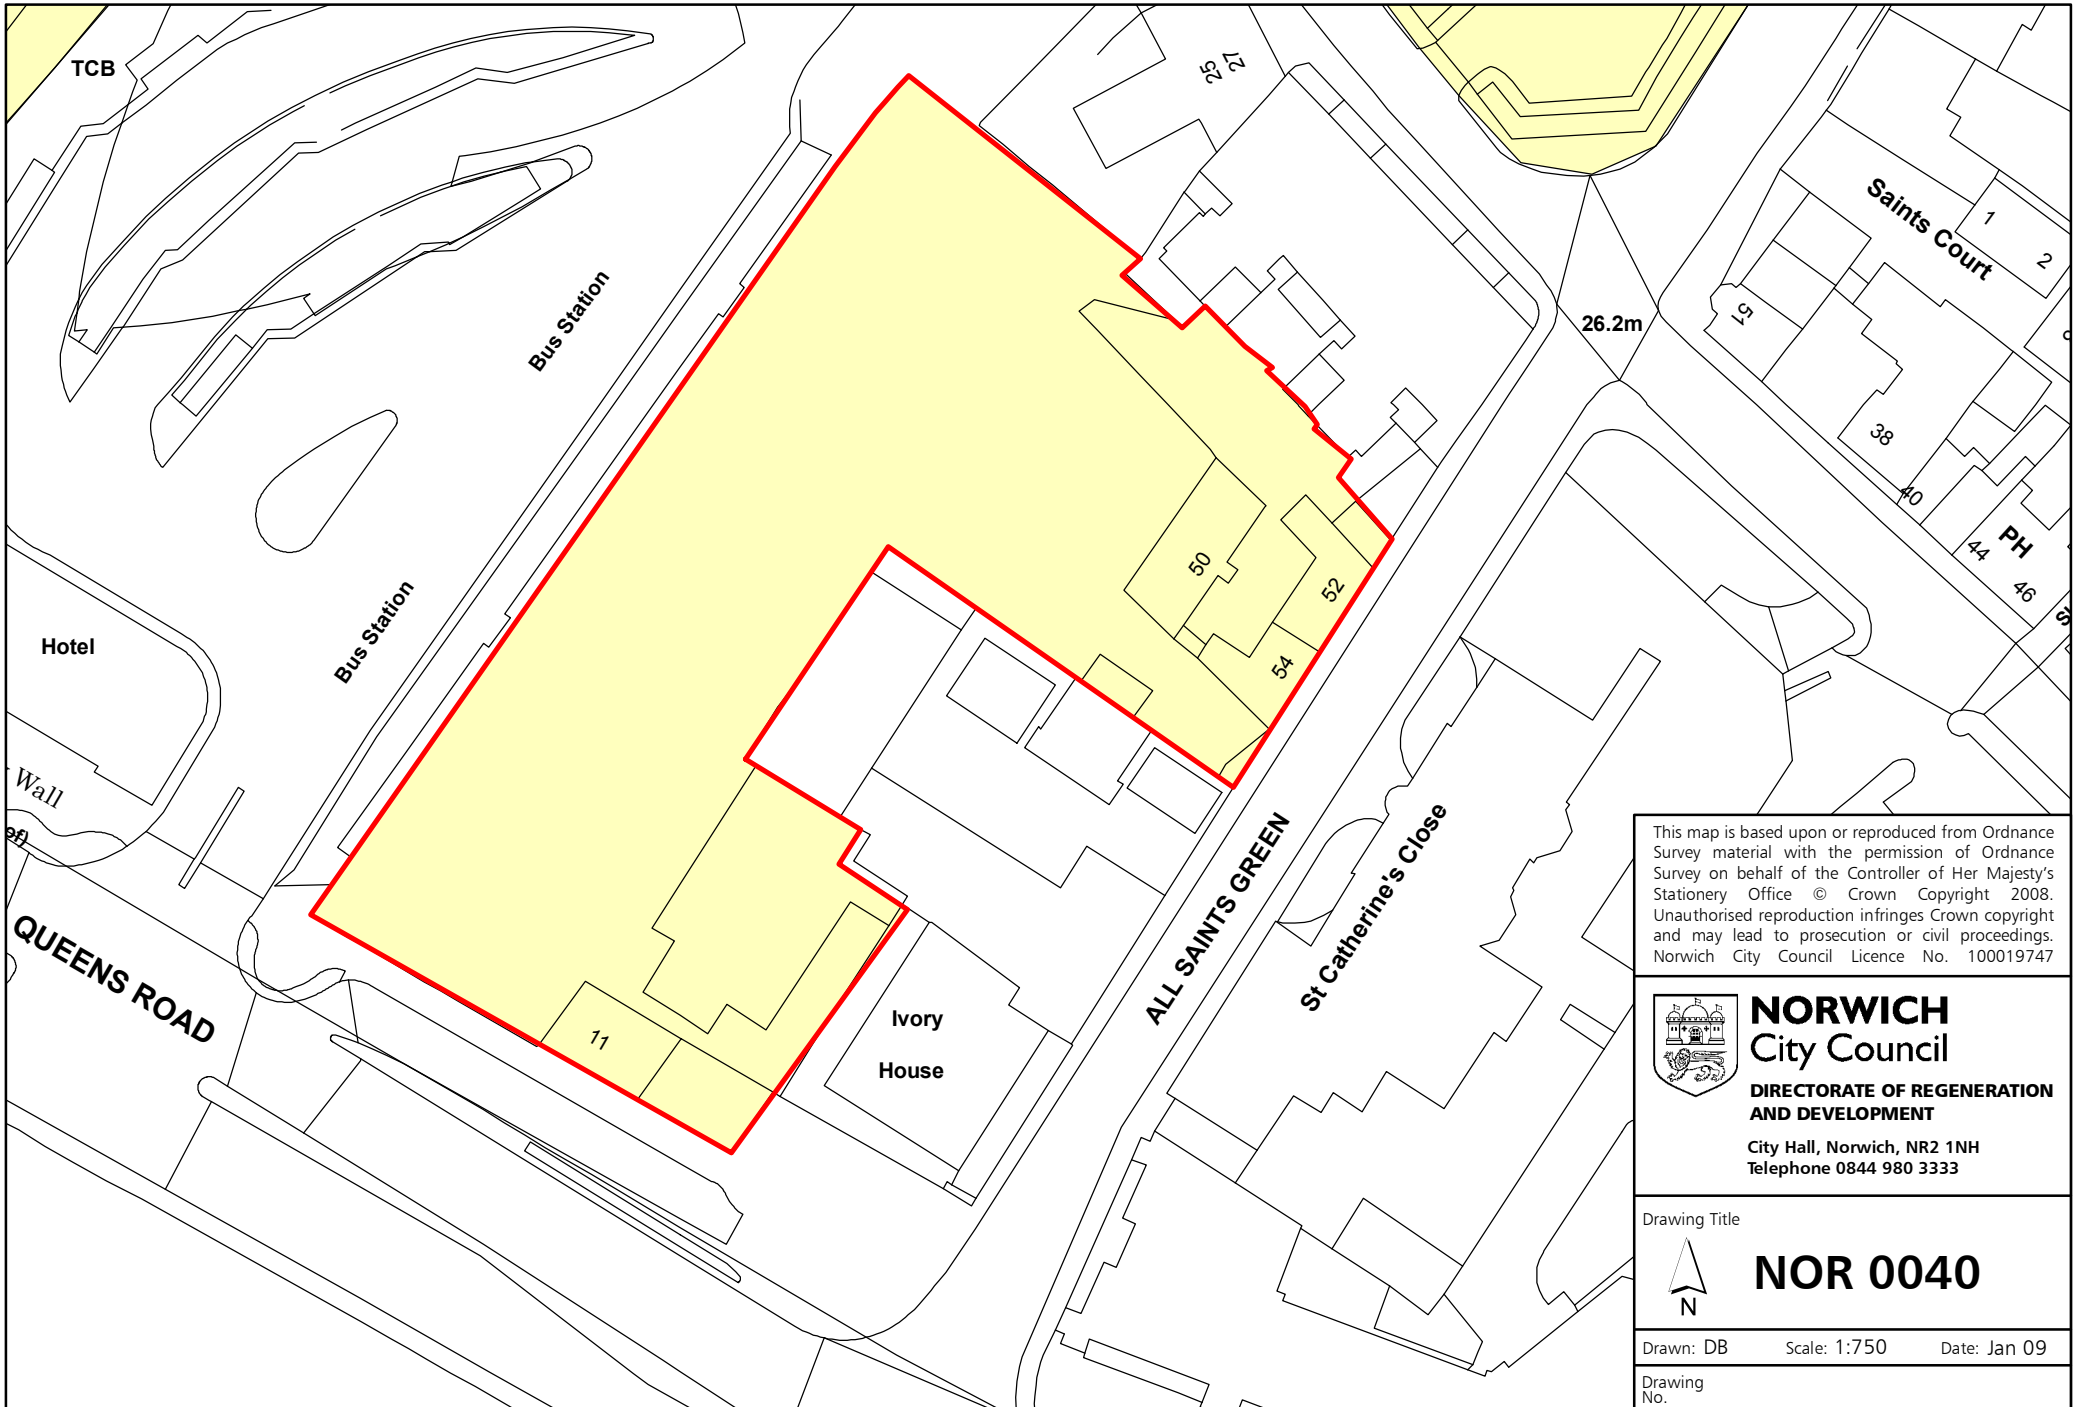 TCB
25
27
Saints Court
1
2
Bus Station
26.2m
51
38
40
44
PH
46
50
52
54
Bus Station
Hotel
Wall
QUEENS ROAD
11
Ivory
House
ALL SAINTS GREEN
St Catherine's Close
This map is based upon or reproduced from Ordnance
Survey material with the permission of Ordnance
Survey on behalf of the Controller of Her Majesty's
Stationery Office © Crown Copyright 2008.
Unauthorised reproduction infringes Crown copyright
and may lead to prosecution or civil proceedings.
Norwich City Council Licence No. 100019747
NORWICH
City Council
DIRECTORATE OF REGENERATION
AND DEVELOPMENT
City Hall, Norwich, NR2 1NH
Telephone 0844 980 3333
Drawing Title
N
NOR 0040
Drawn: DB Scale: 1:750 Date: Jan 09
Drawing
No.